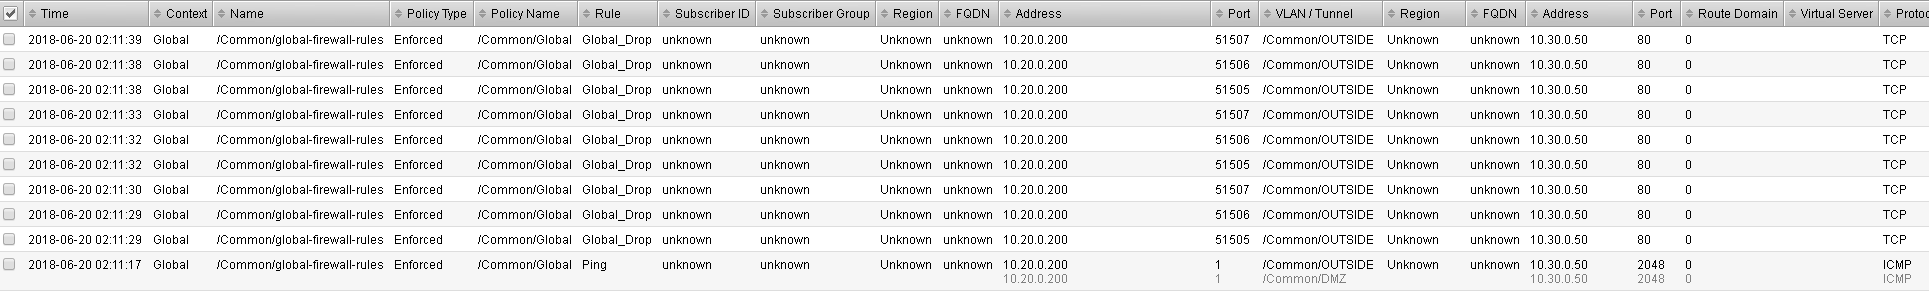 Time Context Name Policy Type Policy Name Rule Subscriber ID Subscriber Group Region FQDN Address Port VLAN / Tunnel Region FQDN Address Port Route Domain Virtual Server Protoc
2018-06-20 02:11:39 Global /Common/global-firewall-rules Enforced /Common/Global Global_Drop unknown unknown Unknown unknown 10.20.0.200 51507 /Common/OUTSIDE Unknown unknown 10.30.0.50 80 0 TCP
2018-06-20 02:11:38 Global /Common/global-firewall-rules Enforced /Common/Global Global_Drop unknown unknown Unknown unknown 10.20.0.200 51506 /Common/OUTSIDE Unknown unknown 10.30.0.50 80 0 TCP
2018-06-20 02:11:38 Global /Common/global-firewall-rules Enforced /Common/Global Global_Drop unknown unknown Unknown unknown 10.20.0.200 51505 /Common/OUTSIDE Unknown unknown 10.30.0.50 80 0 TCP
2018-06-20 02:11:33 Global /Common/global-firewall-rules Enforced /Common/Global Global_Drop unknown unknown Unknown unknown 10.20.0.200 51507 /Common/OUTSIDE Unknown unknown 10.30.0.50 80 0 TCP
2018-06-20 02:11:32 Global /Common/global-firewall-rules Enforced /Common/Global Global_Drop unknown unknown Unknown unknown 10.20.0.200 51506 /Common/OUTSIDE Unknown unknown 10.30.0.50 80 0 TCP
2018-06-20 02:11:32 Global /Common/global-firewall-rules Enforced /Common/Global Global_Drop unknown unknown Unknown unknown 10.20.0.200 51505 /Common/OUTSIDE Unknown unknown 10.30.0.50 80 0 TCP
2018-06-20 02:11:30 Global /Common/global-firewall-rules Enforced /Common/Global Global_Drop unknown unknown Unknown unknown 10.20.0.200 51507 /Common/OUTSIDE Unknown unknown 10.30.0.50 80 0 TCP
2018-06-20 02:11:29 Global /Common/global-firewall-rules Enforced /Common/Global Global_Drop unknown unknown Unknown unknown 10.20.0.200 51506 /Common/OUTSIDE Unknown unknown 10.30.0.50 80 0 TCP
2018-06-20 02:11:29 Global /Common/global-firewall-rules Enforced /Common/Global Global_Drop unknown unknown Unknown unknown 10.20.0.200 51505 /Common/OUTSIDE Unknown unknown 10.30.0.50 80 0 TCP
2018-06-20 02:11:17 Global /Common/global-firewall-rules Enforced /Common/Global Ping unknown unknown Unknown unknown 10.20.0.200 1 /Common/OUTSIDE Unknown unknown 10.30.0.50 2048 0 ICMP
10.20.0.200 1 /Common/DMZ 10.30.0.50 2048 0 ICMP